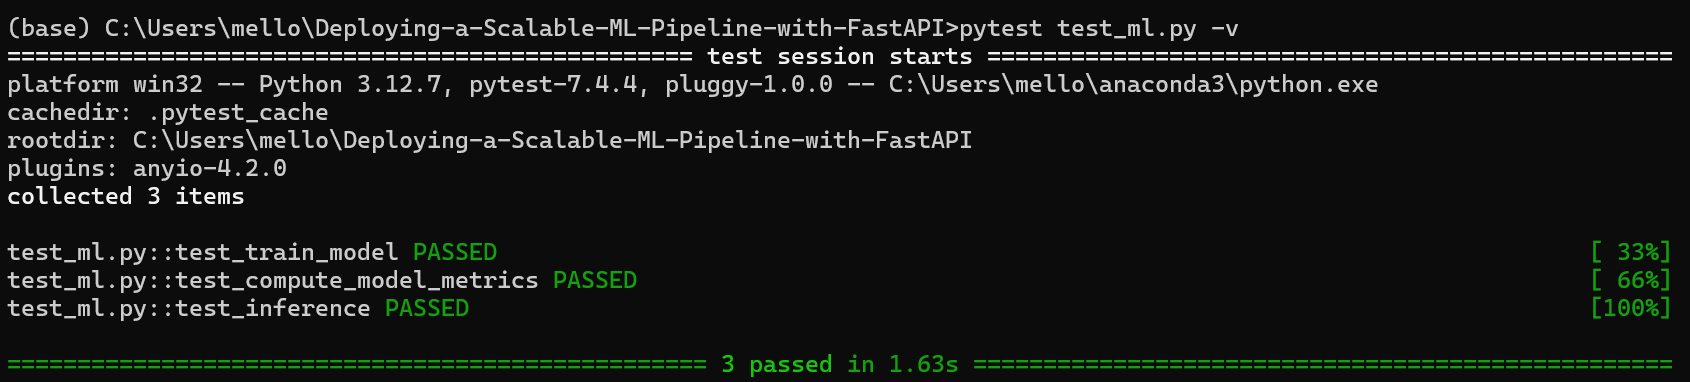 (base) C:\Users\mello\Deploying-a-Scalable-ML-Pipeline-with-FastAPI>pytest test_ml.py -v
================================================= test session starts =================================================
platform win32 -- Python 3.12.7, pytest-7.4.4, pluggy-1.0.0 -- C:\Users\mello\anaconda3\python.exe
cachedir: .pytest_cache
rootdir: C:\Users\mello\Deploying-a-Scalable-ML-Pipeline-with-FastAPI
plugins: anyio-4.2.0
collected 3 items
test_ml.py::test_train_model PASSED [ 33%]
test_ml.py::test_compute_model_metrics PASSED [ 66%]
test_ml.py::test_inference PASSED [100%]
================================================== 3 passed in 1.63s ==================================================